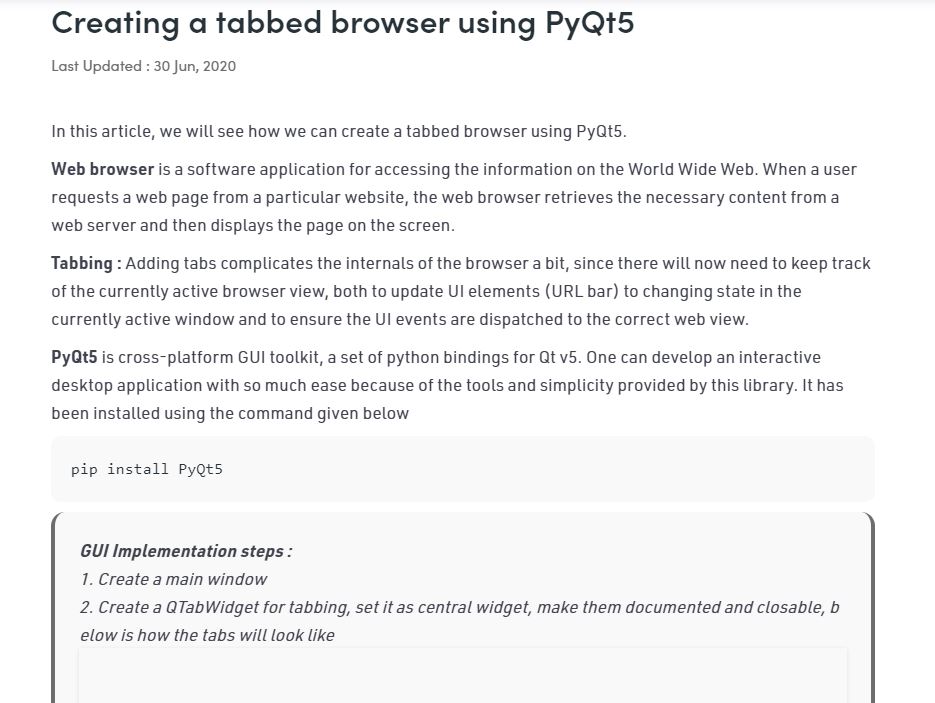 Creating a tabbed browser using PyQt5
Last Updated : 30 Jun, 2020
In this article, we will see how we can create a tabbed browser using PyQt5.
Web browser is a software application for accessing the information on the World Wide Web. When a user
requests a web page from a particular website, the web browser retrieves the necessary content from a
web server and then displays the page on the screen.
Tabbing : Adding tabs complicates the internals of the browser a bit, since there will now need to keep track
of the currently active browser view, both to update UI elements (URL bar) to changing state in the
currently active window and to ensure the UI events are dispatched to the correct web view.
PyQt5 is cross-platform GUI toolkit, a set of python bindings for Qt v5. One can develop an interactive
desktop application with so much ease because of the tools and simplicity provided by this library. It has
been installed using the command given below
pip install PyQt5
GUI Implementation steps :
1. Create a main window
2. Create a QTabWidget for tabbing, set it as central widget, make them documented and closable, b
elow is how the tabs will look like